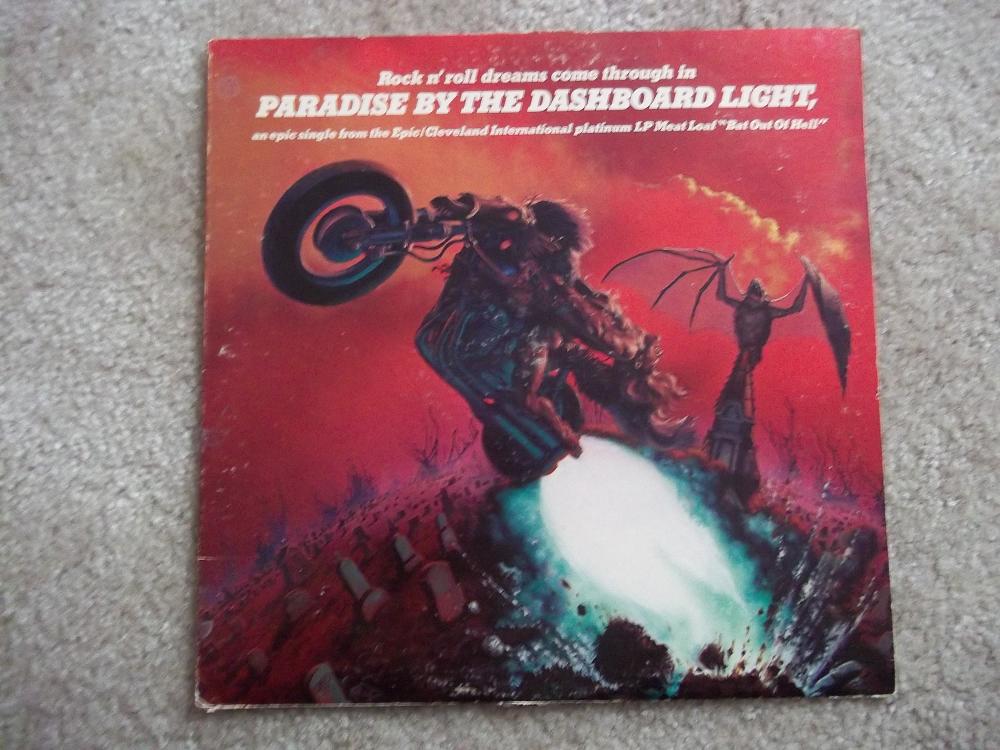 Rock n' roll dreams come through in
PARADISE BY THE DASHBOARD LIGHT,
an epic single from the Epic/Cleveland International platinum LP Meat Loaf "Bat Out Of Hell"